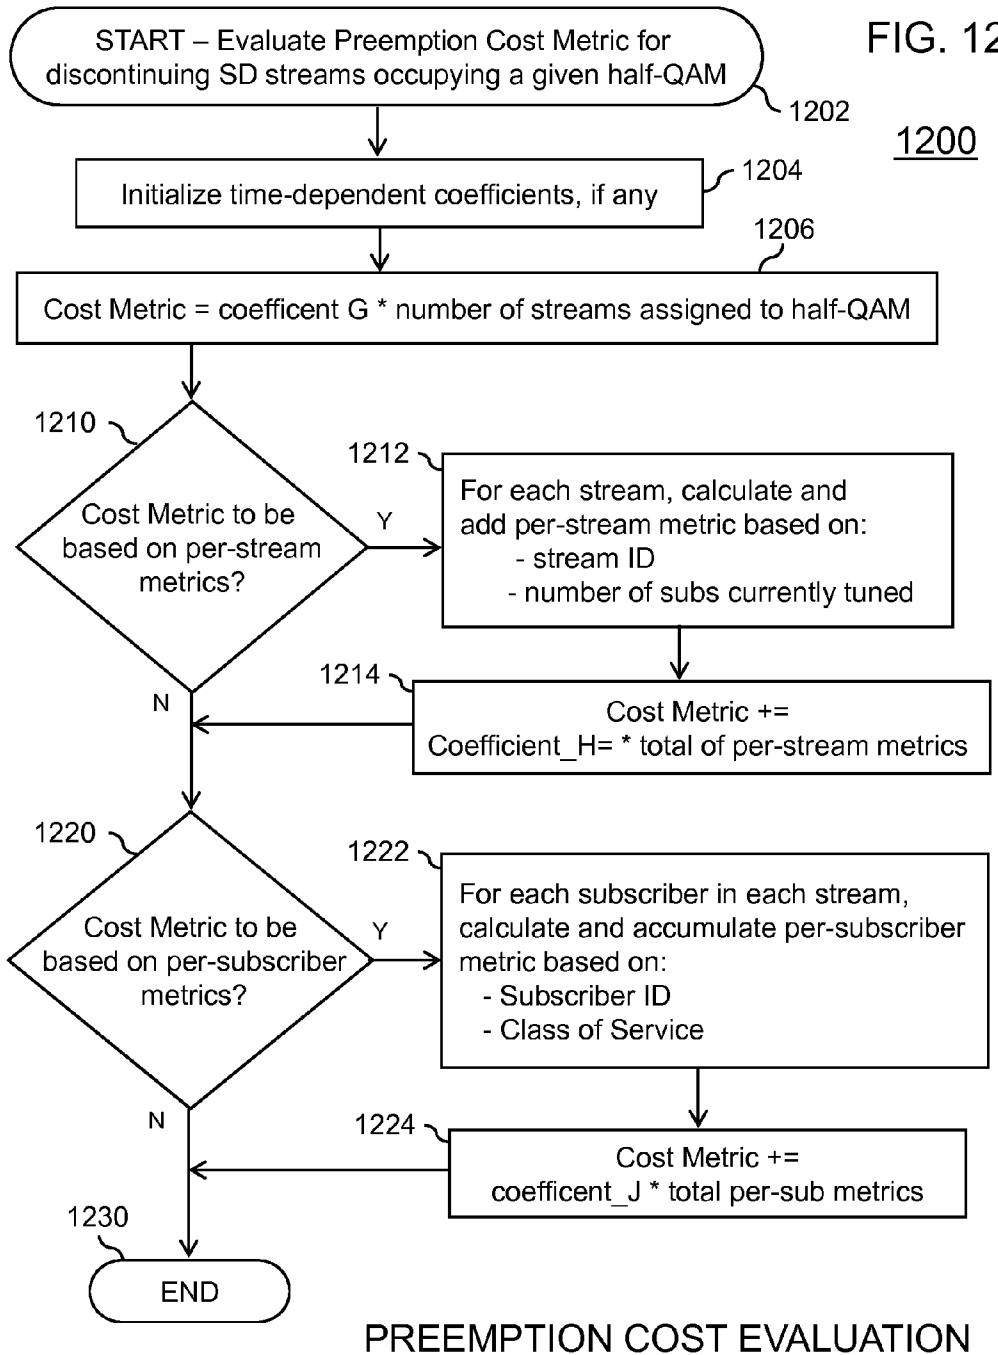 START – Evaluate Preemption Cost Metric for
discontinuing SD streams occupying a given half-QAM
FIG. 12
1202
1200
1204
Initialize time-dependent coefficients, if any
1206
Cost Metric = coefficent G * number of streams assigned to half-QAM
1210
Cost Metric to be
based on per-stream
metrics?
Y
N
1212
For each stream, calculate and
add per-stream metric based on:
- stream ID
- number of subs currently tuned
1214
Cost Metric +=
Coefficient_H= * total of per-stream metrics
1220
Cost Metric to be
based on per-subscriber
metrics?
Y
N
1222
For each subscriber in each stream,
calculate and accumulate per-subscriber
metric based on:
- Subscriber ID
- Class of Service
1224
Cost Metric +=
coefficent_J * total per-sub metrics
1230
END
PREEMPTION COST EVALUATION